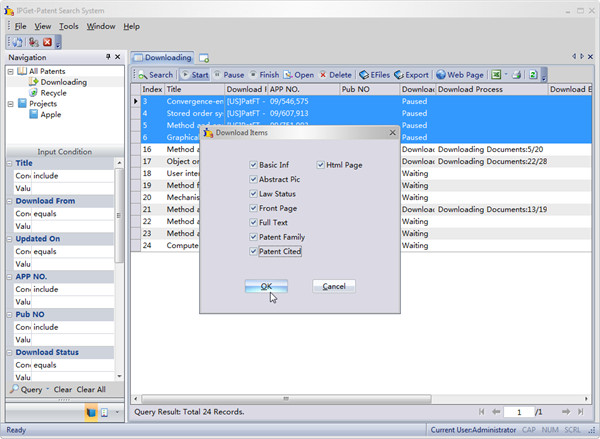 IPGet-Patent Search System
File View Tools Window Help
Navigation
All Patents
Downloading
Recycle
Projects
Apple
Input Condition
Title
Con include
Valu
Download From
Con equals
Valu
Updated On
Con equals
Valu
APP NO.
Con include
Valu
Pub NO
Con include
Valu
Download Status
Con equals
Valu
Query Clear Clear All
Downloading
Search Start Pause Finish Open Delete EFiles Export Web Page
Index Title Download APP NO. Pub NO Download Download Process Download E
3 Convergence-en [US]PatFT - 09/546,575 Paused
4 Stored order sy [US]PatFT - 09/607,913 Paused
5 Method and Paused
6 Graphical Paused
16 Method a Download Downloading Documents:5/20
17 Object or Download Downloading Documents:22/28
18 User inter Waiting
19 Method f Waiting
20 Mechanis Waiting
21 Method a Download Downloading Documents:13/19
22 Method a Waiting
23 Method a Waiting
24 Compute Waiting
Download Items
Basic Inf Html Page
Abstract Pic
Law Status
Front Page
Full Text
Patent Family
Patent Cited
OK Cancel
Query Result: Total 24 Records.
1 /1
Ready Current User:Administrator CAP NUM SCRL